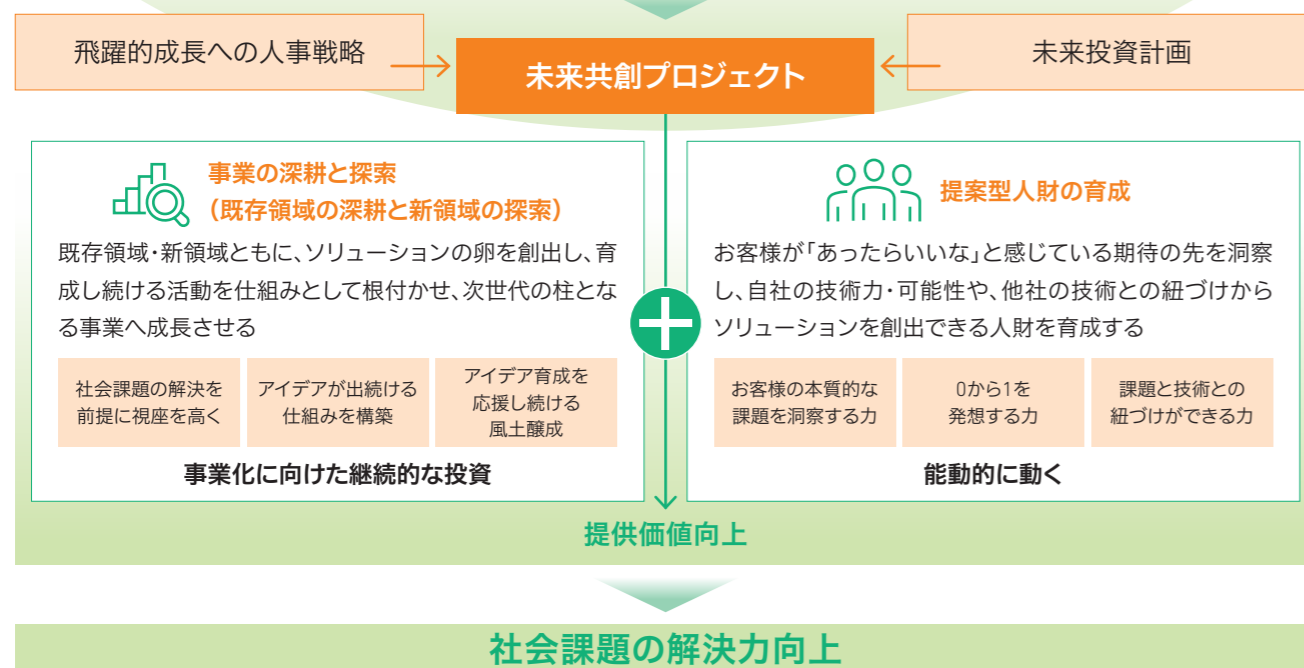 飛躍的成長への人事戦略
未来共創プロジェクト
未来投資計画
事業の深耕と探索
（既存領域の深耕と新領域の探索）
既存領域・新領域ともに、ソリューションの卵を創出し、育
成し続ける活動を仕組みとして根付かせ、次世代の柱とな
る事業へ成長させる
社会課題の解決を
前提に視座を高く
アイデアが出続ける
仕組みを構築
アイデア育成を
応援し続ける
風土醸成
事業化に向けた継続的な投資
提案型人財の育成
お客様が「あったらいいな」と感じている期待の先を洞察
し、自社の技術力・可能性や、他社の技術との紐づけから
ソリューションを創出できる人財を育成する
お客様の本質的な
課題を洞察する力
0から1を
発想する力
課題と技術との
紐づけができる力
能動的に動く
提供価値向上
社会課題の解決力向上